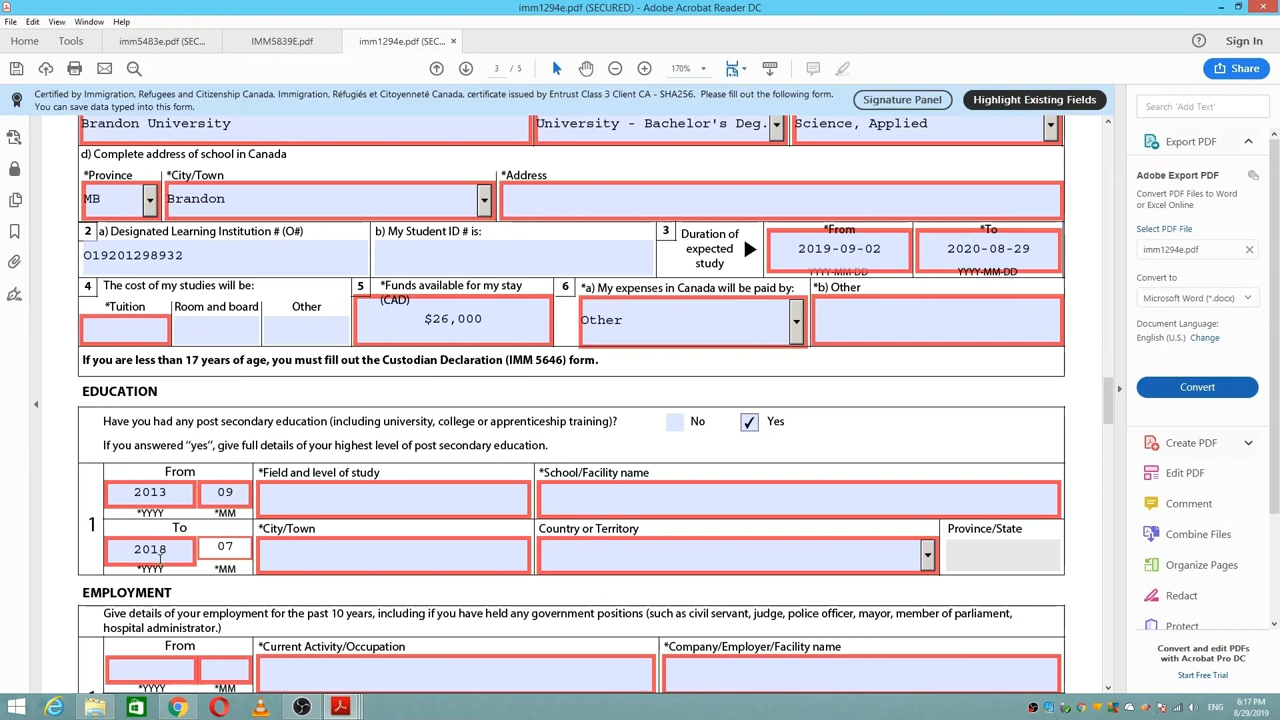 imm1294e.pdf (SECURED) - Adobe Acrobat Reader DC
File Edit View Window Help
Home Tools imm5483e.pdf (SEC... IMM5839E.pdf imm1294e.pdf (SEC... × Sign In
3 / 5 170% Share
Certified by Immigration, Refugees and Citizenship Canada, Immigration, Réfugiés et Citoyenneté Canada, certificate issued by Entrust Class 3 Client CA - SHA256. Please fill out the following form.
You can save data typed into this form.
Signature Panel Highlight Existing Fields
Search 'Add Text'
Brandon University University - Bachelor's Deg. Science, Applied
d) Complete address of school in Canada
*Province *City/Town *Address
MB Brandon
2 a) Designated Learning Institution # (O#) b) My Student ID # is: 3 Duration of expected study *From *To
O19201298932 2019-09-02 2020-08-29
YYYY-MM-DD YYYY-MM-DD
4 The cost of my studies will be: 5 *Funds available for my stay (CAD) 6 *a) My expenses in Canada will be paid by: *b) Other
*Tuition Room and board Other
$26,000 Other
If you are less than 17 years of age, you must fill out the Custodian Declaration (IMM 5646) form.
EDUCATION
Have you had any post secondary education (including university, college or apprenticeship training)? No Yes
If you answered “yes”, give full details of your highest level of post secondary education.
From *Field and level of study *School/Facility name
2013 09
*YYYY *MM
1
To *City/Town Country or Territory Province/State
2018 07
*YYYY *MM
EMPLOYMENT
Give details of your employment for the past 10 years, including if you have held any government positions (such as civil servant, judge, police officer, mayor, member of parliament,
hospital administrator.)
From *Current Activity/Occupation *Company/Employer/Facility name
*YYYY *MM
Export PDF
Adobe Export PDF
Convert PDF Files to Word
or Excel Online
Select PDF File
imm1294e.pdf ×
Convert to
Microsoft Word (*.docx)
Document Language:
English (U.S.) Change
Convert
Create PDF
Edit PDF
Comment
Combine Files
Organize Pages
Redact
Protect
Convert and edit PDFs
with Acrobat Pro DC
Start Free Trial
ENG 6:17 PM
8/29/2019